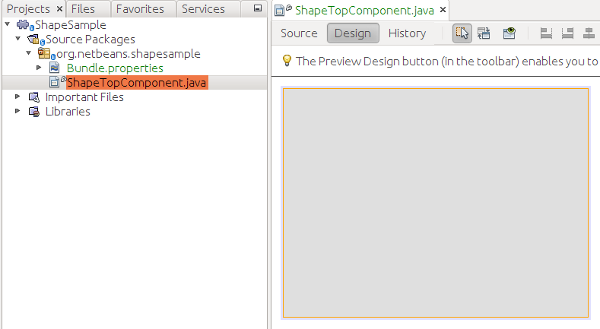 Projects × Files Favorites Services
ShapeSample
Source Packages
org.netbeans.shapesample
Bundle.properties
ShapeTopComponent.java
Important Files
Libraries
ShapeTopComponent.java ×
Source Design History
The Preview Design button (in the toolbar) enables you to